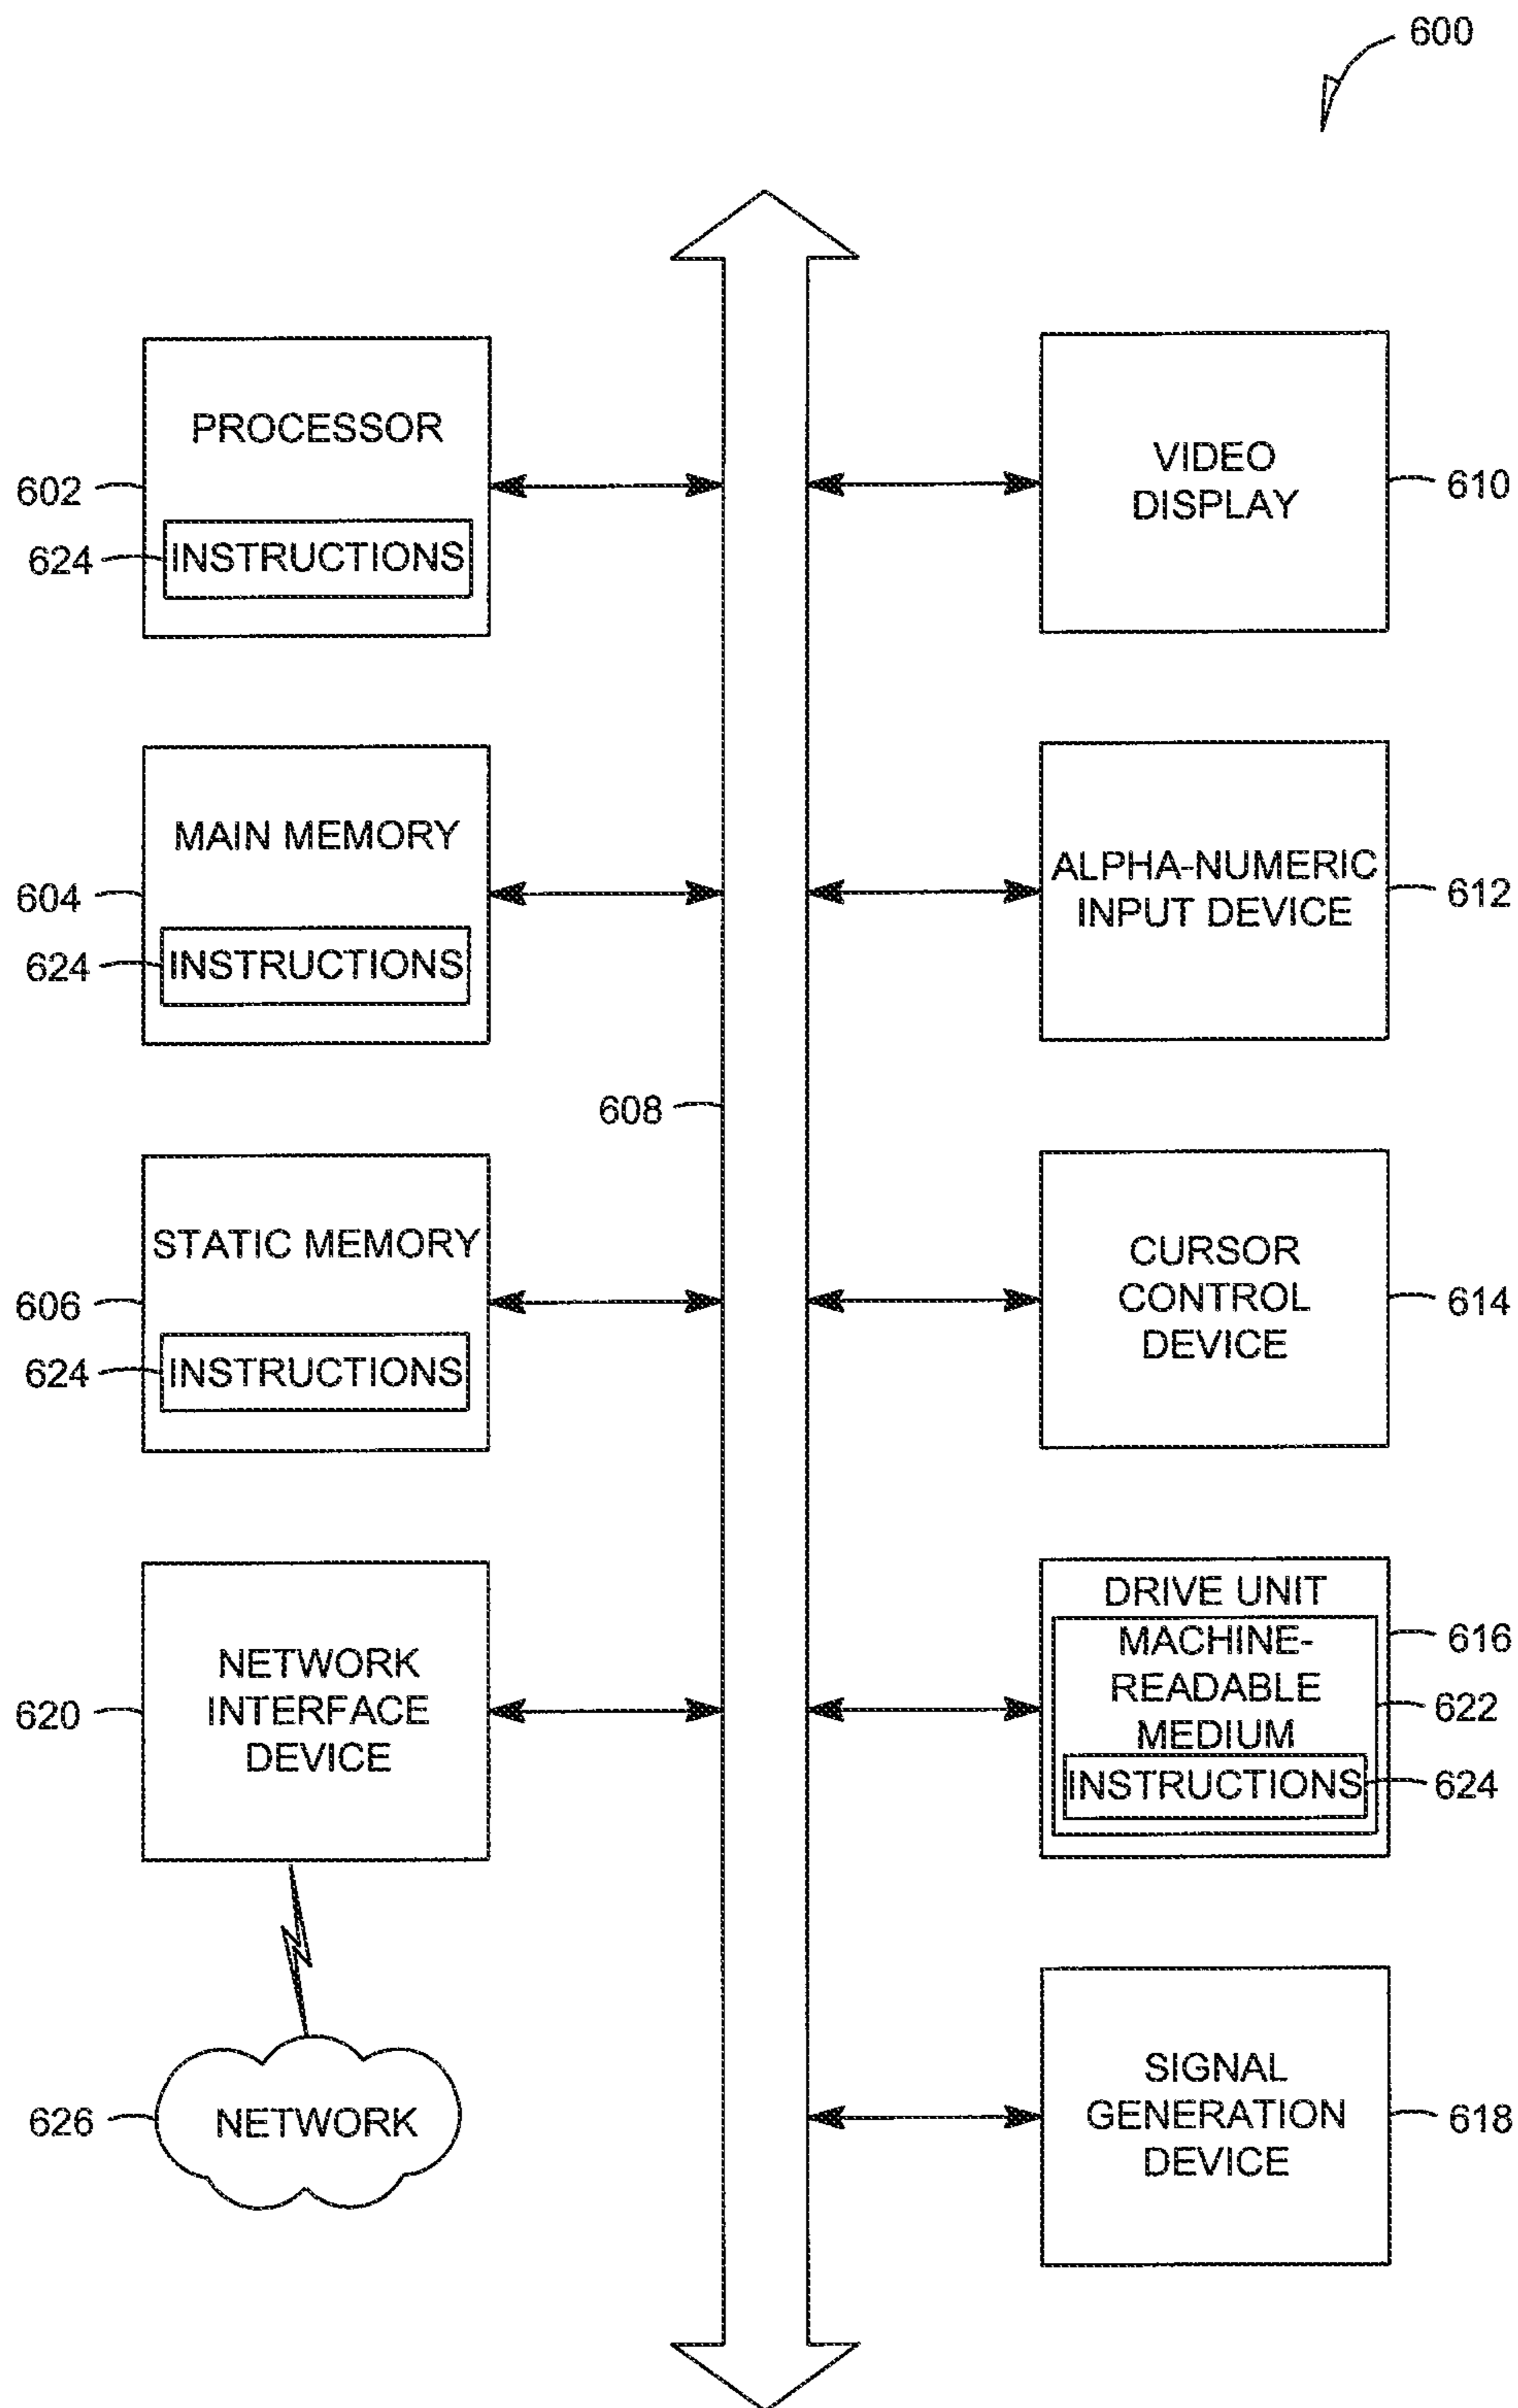 600
PROCESSOR
602
624
INSTRUCTIONS
VIDEO
DISPLAY
610
MAIN MEMORY
604
624
INSTRUCTIONS
ALPHA-NUMERIC
INPUT DEVICE
612
608
STATIC MEMORY
606
624
INSTRUCTIONS
CURSOR
CONTROL
DEVICE
614
NETWORK
INTERFACE
DEVICE
620
DRIVE UNIT
MACHINE-
READABLE
MEDIUM
INSTRUCTIONS
616
622
624
626
NETWORK
SIGNAL
GENERATION
DEVICE
618